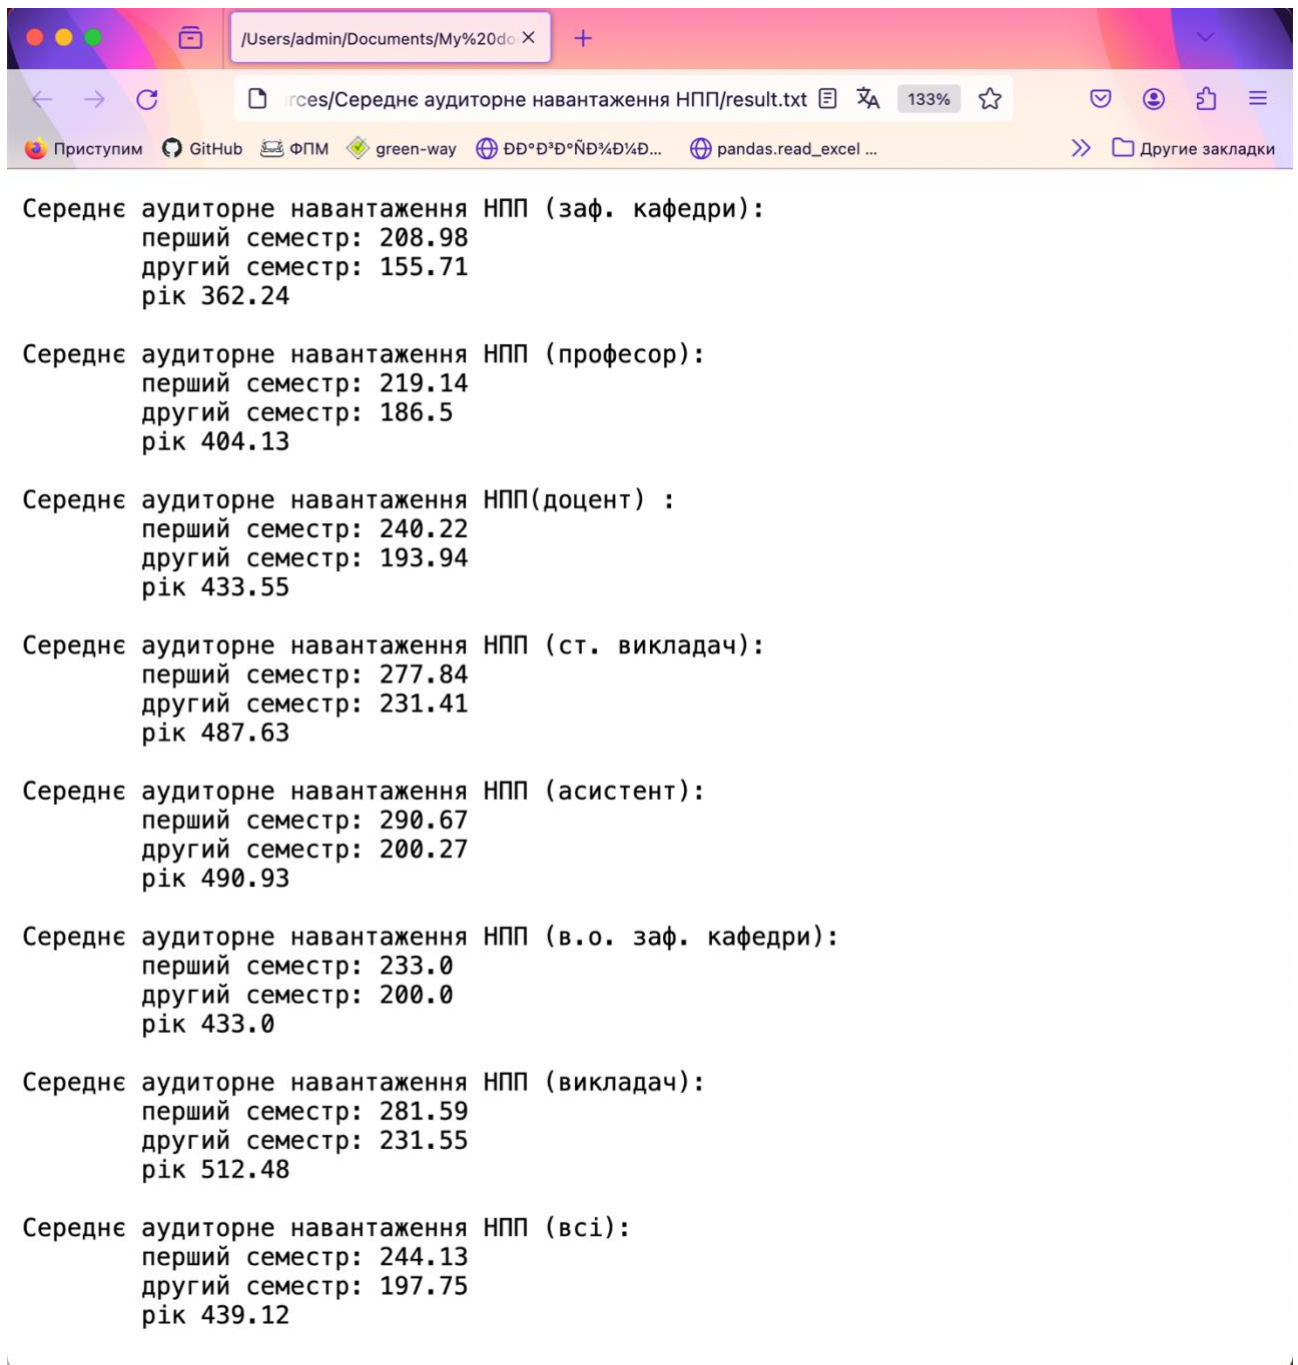 /Users/admin/Documents/My%20do
rces/Середнє аудиторне навантаження НПП/result.txt 133%
Приступим GitHub ФПМ green-way ÐÐ°Ð³Ð°ÑÐ¾Ð¼Ð... pandas.read_excel ... Другие закладки
Середнє аудиторне навантаження НПП (заф. кафедри):
перший семестр: 208.98
другий семестр: 155.71
рік 362.24
Середнє аудиторне навантаження НПП (професор):
перший семестр: 219.14
другий семестр: 186.5
рік 404.13
Середнє аудиторне навантаження НПП(доцент) :
перший семестр: 240.22
другий семестр: 193.94
рік 433.55
Середнє аудиторне навантаження НПП (ст. викладач):
перший семестр: 277.84
другий семестр: 231.41
рік 487.63
Середнє аудиторне навантаження НПП (асистент):
перший семестр: 290.67
другий семестр: 200.27
рік 490.93
Середнє аудиторне навантаження НПП (в.о. заф. кафедри):
перший семестр: 233.0
другий семестр: 200.0
рік 433.0
Середнє аудиторне навантаження НПП (викладач):
перший семестр: 281.59
другий семестр: 231.55
рік 512.48
Середнє аудиторне навантаження НПП (всі):
перший семестр: 244.13
другий семестр: 197.75
рік 439.12